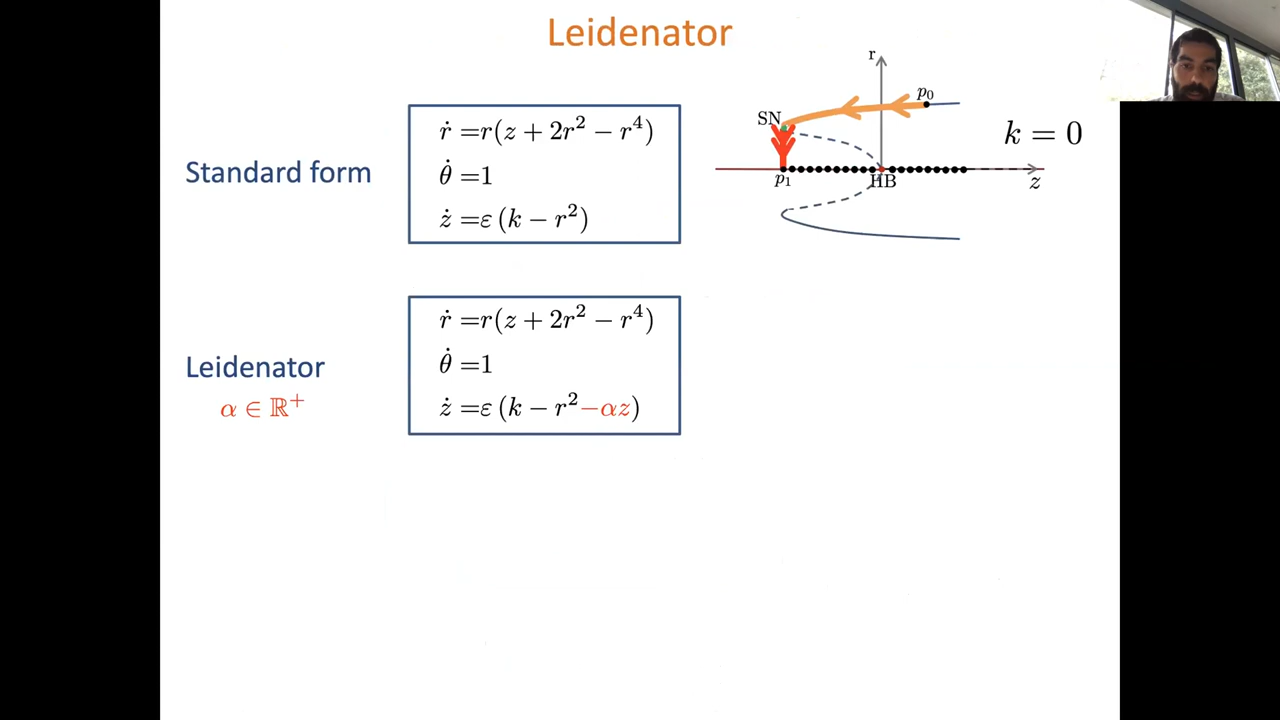 Leidenator
Standard form
ṙ =r(z + 2r² − r⁴)
θ̇ =1
ż =ε (k − r²)
r
p₀
SN
p₁
HB
z
k = 0
Leidenator
α ∈ ℝ⁺
ṙ =r(z + 2r² − r⁴)
θ̇ =1
ż =ε (k − r²−αz)